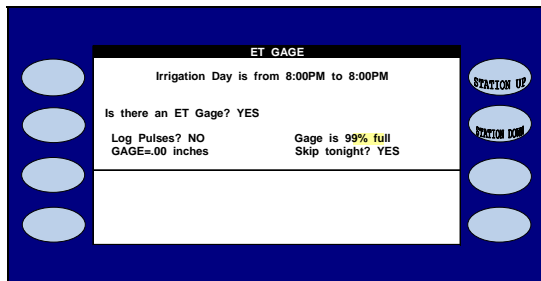 ET GAGE
Irrigation Day is from 8:00PM to 8:00PM
STATION UP
Is there an ET Gage? YES
STATION DOWN
Log Pulses? NO Gage is 99% full
GAGE=.00 inches Skip tonight? YES